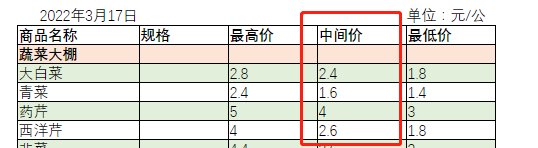 2022年3月17日 单位：元/公
商品名称 规格 最高价 中间价 最低价
蔬菜大棚
大白菜 2.8 2.4 1.8
青菜 2.4 1.6 1.4
药芹 5 4 3
西洋芹 4 2.6 1.8